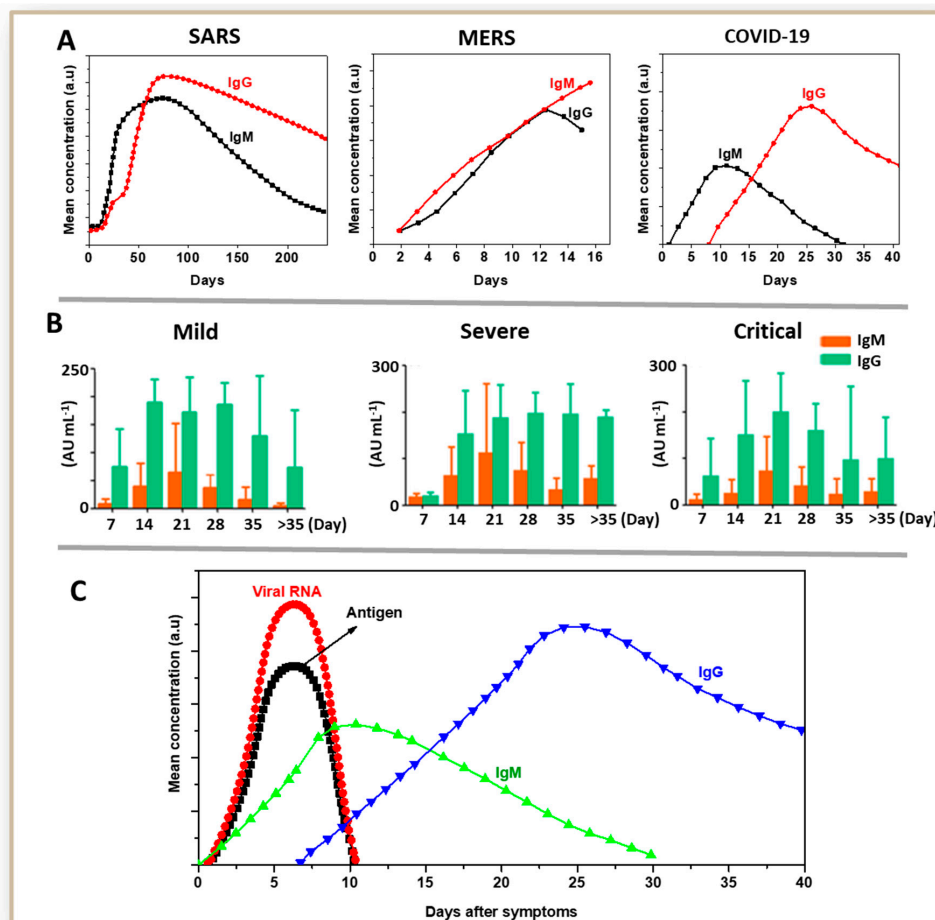 A
SARS
MERS
COVID-19
Mean concentration (a.u)
IgG
IgM
0 50 100 150 200
Days
Mean concentration (a.u)
IgM
IgG
0 2 4 6 8 10 12 14 16
Days
Mean concentration (a.u)
IgG
IgM
0 5 10 15 20 25 30 35 40
Days
B
Mild
Severe
Critical
IgM
IgG
250
0
(AU mL-1)
7 14 21 28 35 >35 (Day)
300
0
(AU mL-1)
7 14 21 28 35 >35 (Day)
300
0
(AU mL-1)
7 14 21 28 35 >35 (Day)
C
Viral RNA
Antigen
IgG
IgM
Mean concentration (a.u)
0 5 10 15 20 25 30 40
Days after symptoms